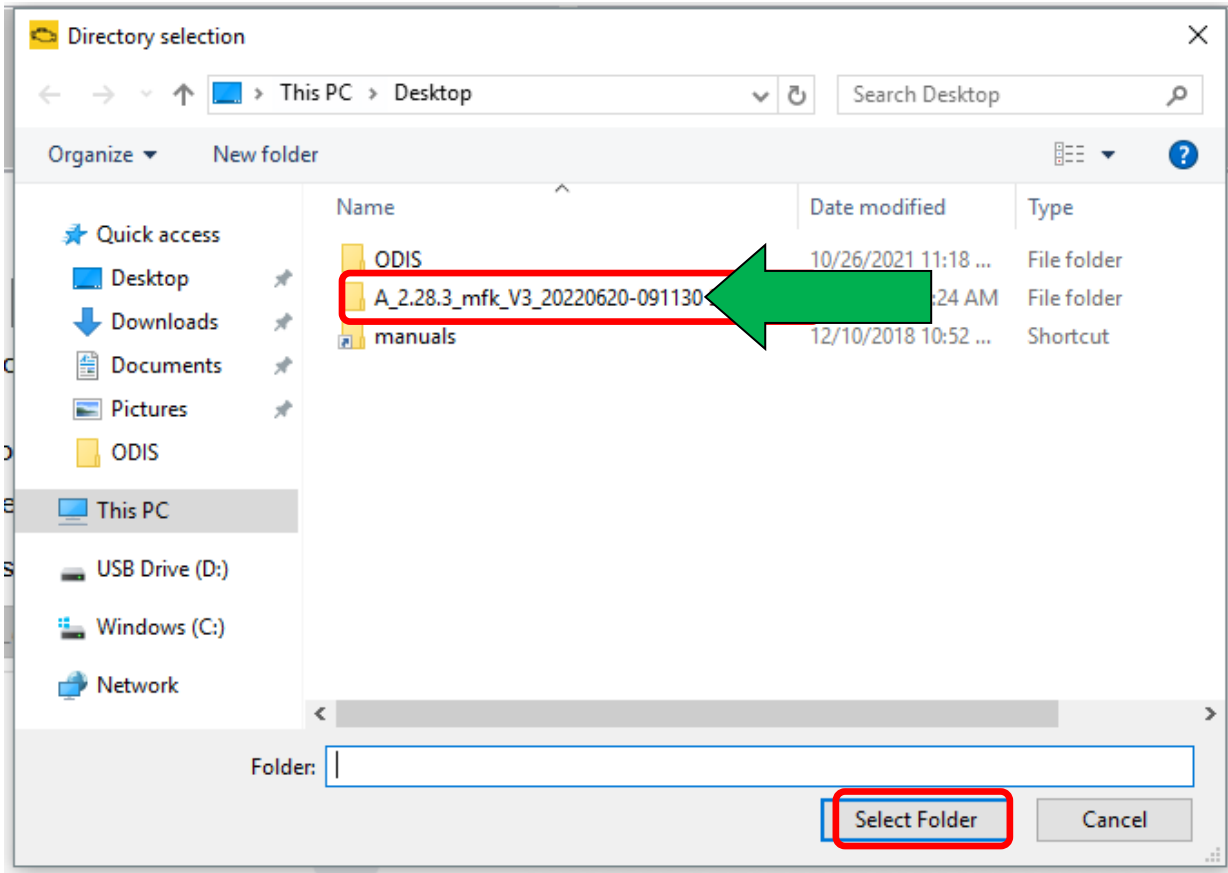 Directory selection
This PC > Desktop
Search Desktop
Organize
New folder
Name
Date modified
Type
Quick access
Desktop
Downloads
Documents
Pictures
ODIS
This PC
USB Drive (D:)
Windows (C:)
Network
ODIS
10/26/2021 11:18 ...
File folder
A_2.28.3_mfk_V3_20220620-091130
:24 AM
File folder
manuals
12/10/2018 10:52 ...
Shortcut
Folder:
Select Folder
Cancel